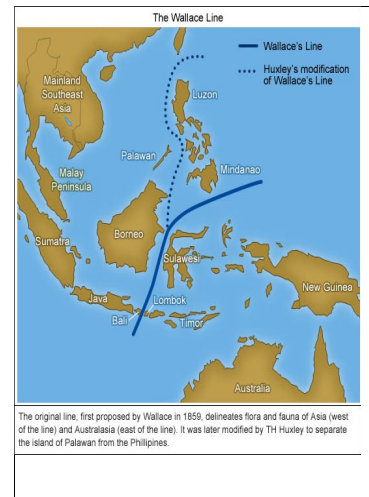 The Wallace Line
Wallace's Line
Huxley's modification
of Wallace's Line
Mainland
Southeast
Asia
Luzon
Palawan
Malay
Peninsula
Mindanao
Sumatra
Borneo
Sulawesi
New Guinea
Java
Lombok
Bali
Timor
Australia
The original line, first proposed by Wallace in 1859, delineates flora and fauna of Asia (west
of the line) and Australasia (east of the line). It was later modified by TH Huxley to separate
the island of Palawan from the Phillipines.